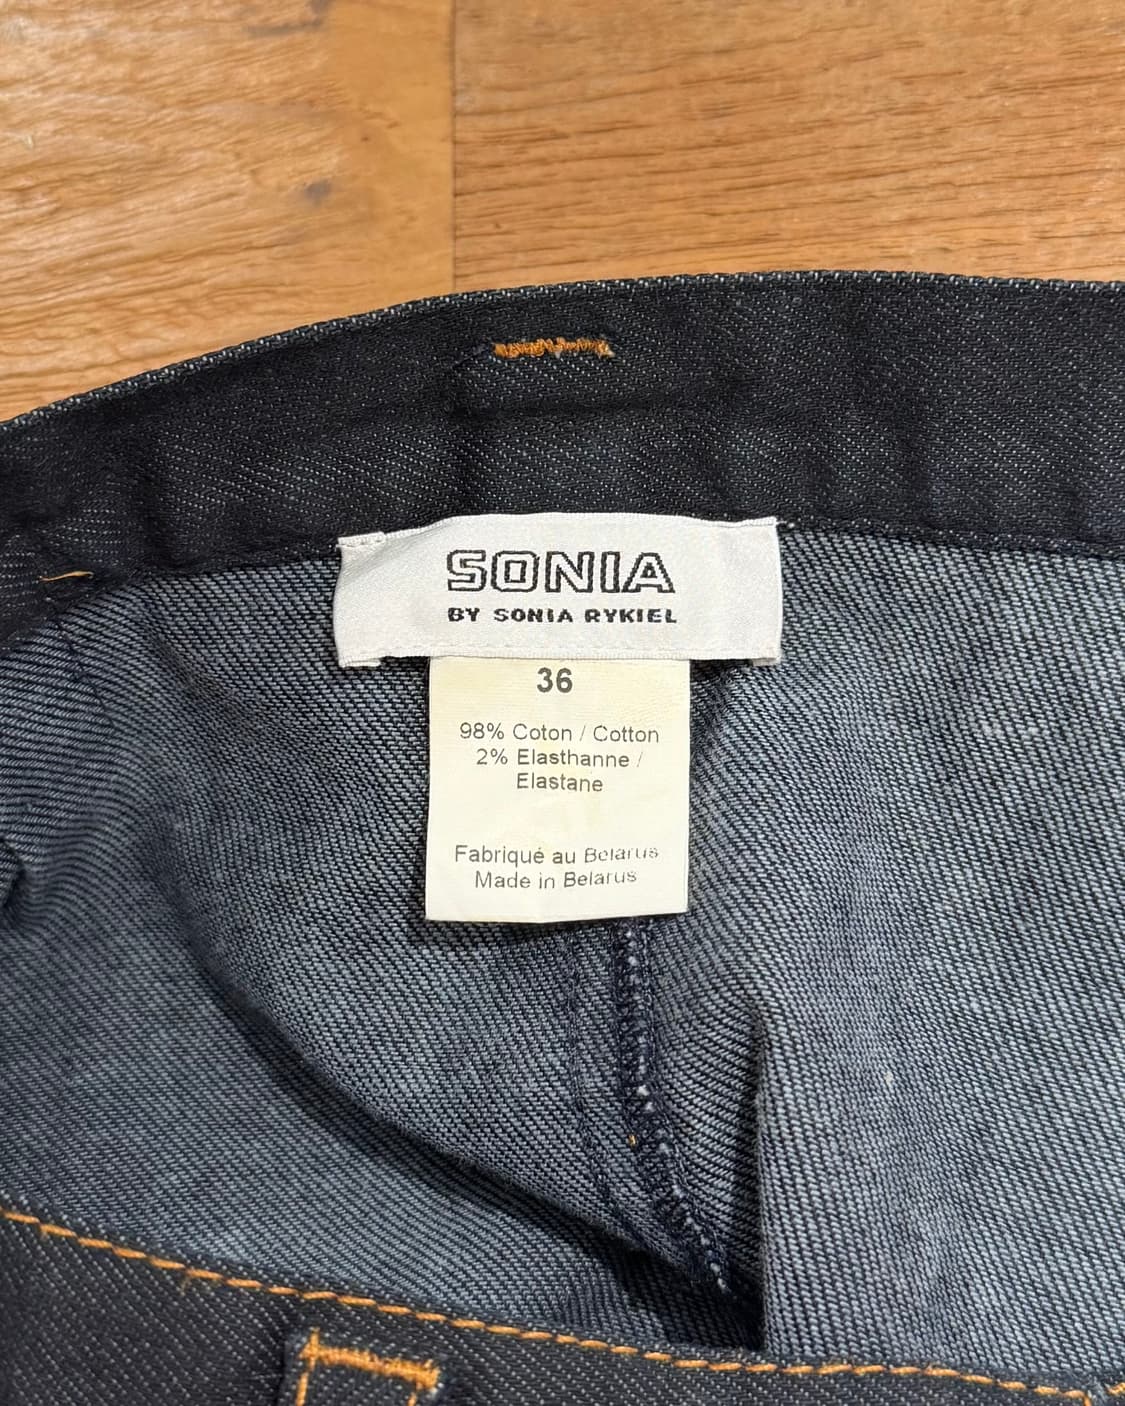 SONIA
BY SONIA RYKIEL
36
98% Coton / Cotton
2% Elasthanne /
Elastane
Fabriqué au Belarus
Made in Belarus